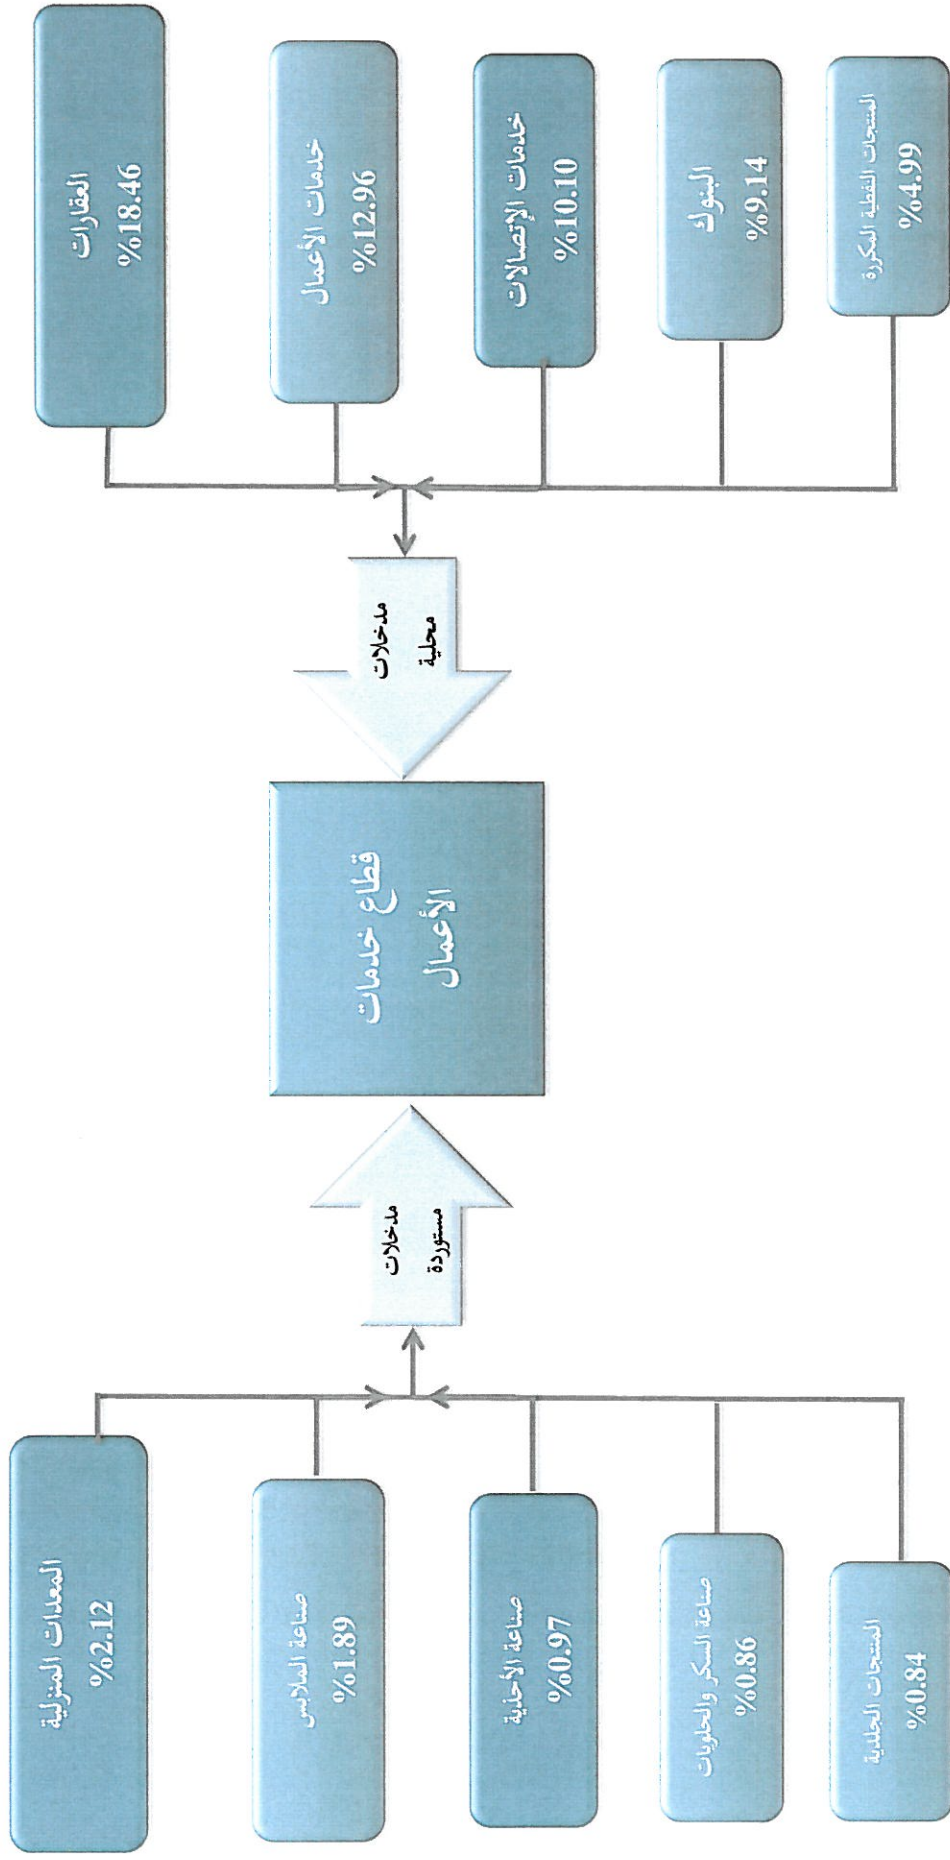 العقارات
%18.46
خدمات الأعمال
%12.96
خدمات الإتصالات
%10.10
البنوك
%9.14
المنتجات النفطية المكررة
%4.99
مدخلات
محلية
قطاع خدمات
الأعمال
مدخلات
مستوردة
المعدات المنزلية
%2.12
صناعة الملابس
%1.89
صناعة الأحذية
%0.97
صناعة السكر والحلويات
%0.86
المنتجات الجلدية
%0.84